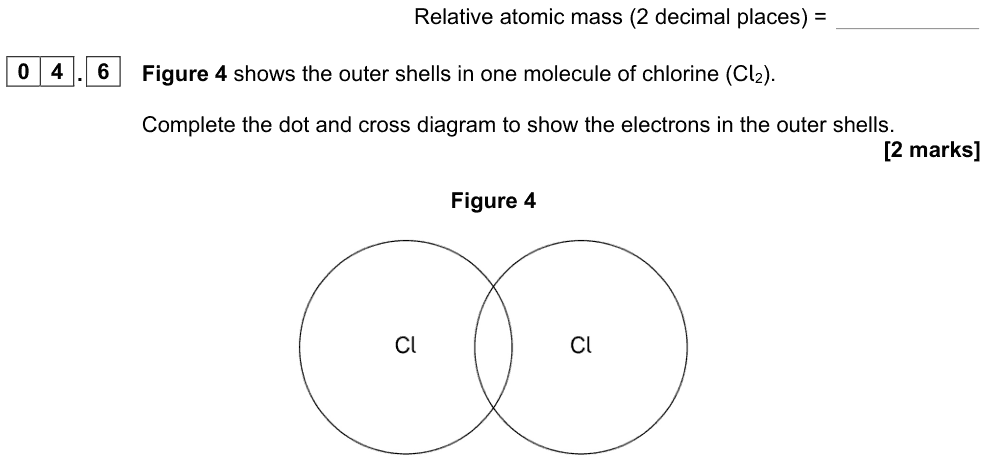 Relative atomic mass (2 decimal places) =
0 4 . 6 Figure 4 shows the outer shells in one molecule of chlorine (Cl₂).
Complete the dot and cross diagram to show the electrons in the outer shells.
[2 marks]
Figure 4
Cl Cl